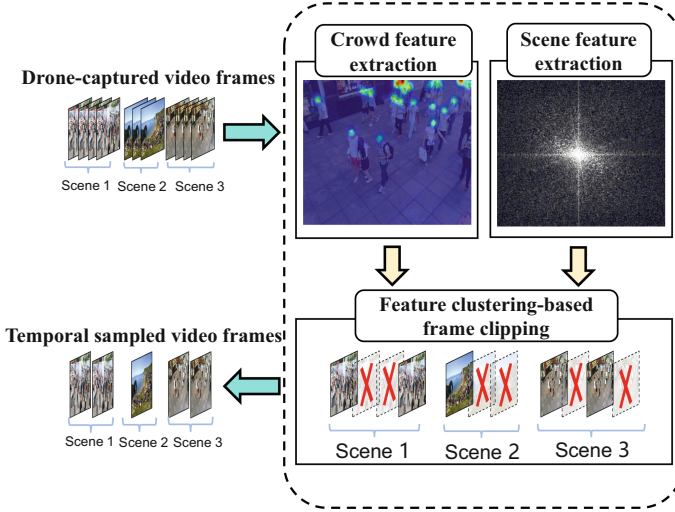 Crowd feature
extraction
Scene feature
extraction
Drone-captured video frames
Scene 1
Scene 2
Scene 3
Feature clustering-based
frame clipping
Scene 1
Scene 2
Scene 3
Temporal sampled video frames
Scene 1
Scene 2
Scene 3